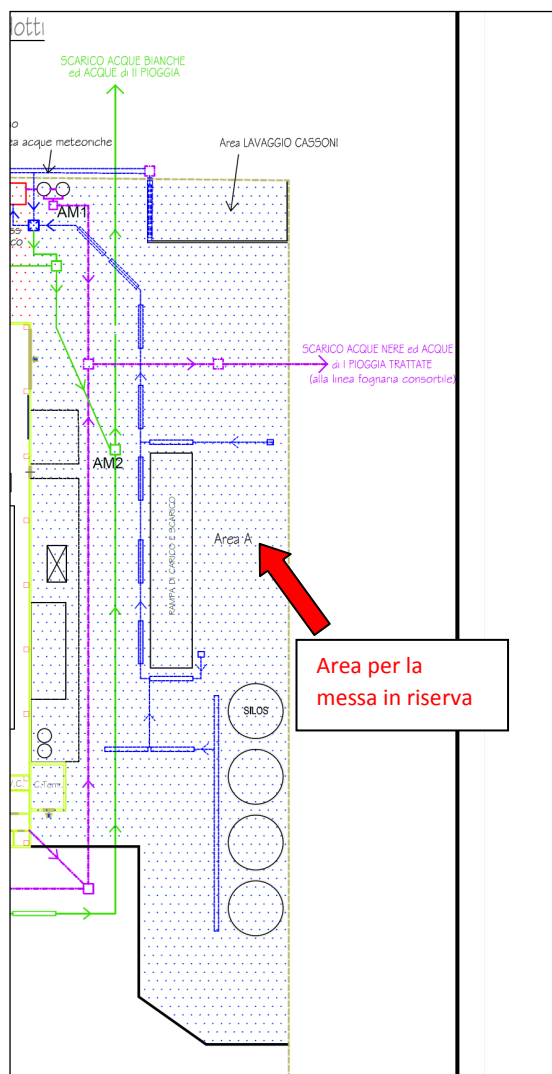 lotti
SCARICO ACQUE BIANCHE
ed ACQUE di II PIOGGIA
acque meteoriche
Area LAVAGGIO CASSONI
AM1
SCARICO ACQUE NERE ed ACQUE
di I PIOGGIA TRATTATE
(alla linea fognaria consortile)
AM2
RAMPA DI CARICO E SCARICO
Area A
Area per la
messa in riserva
SILOS
C.Term.